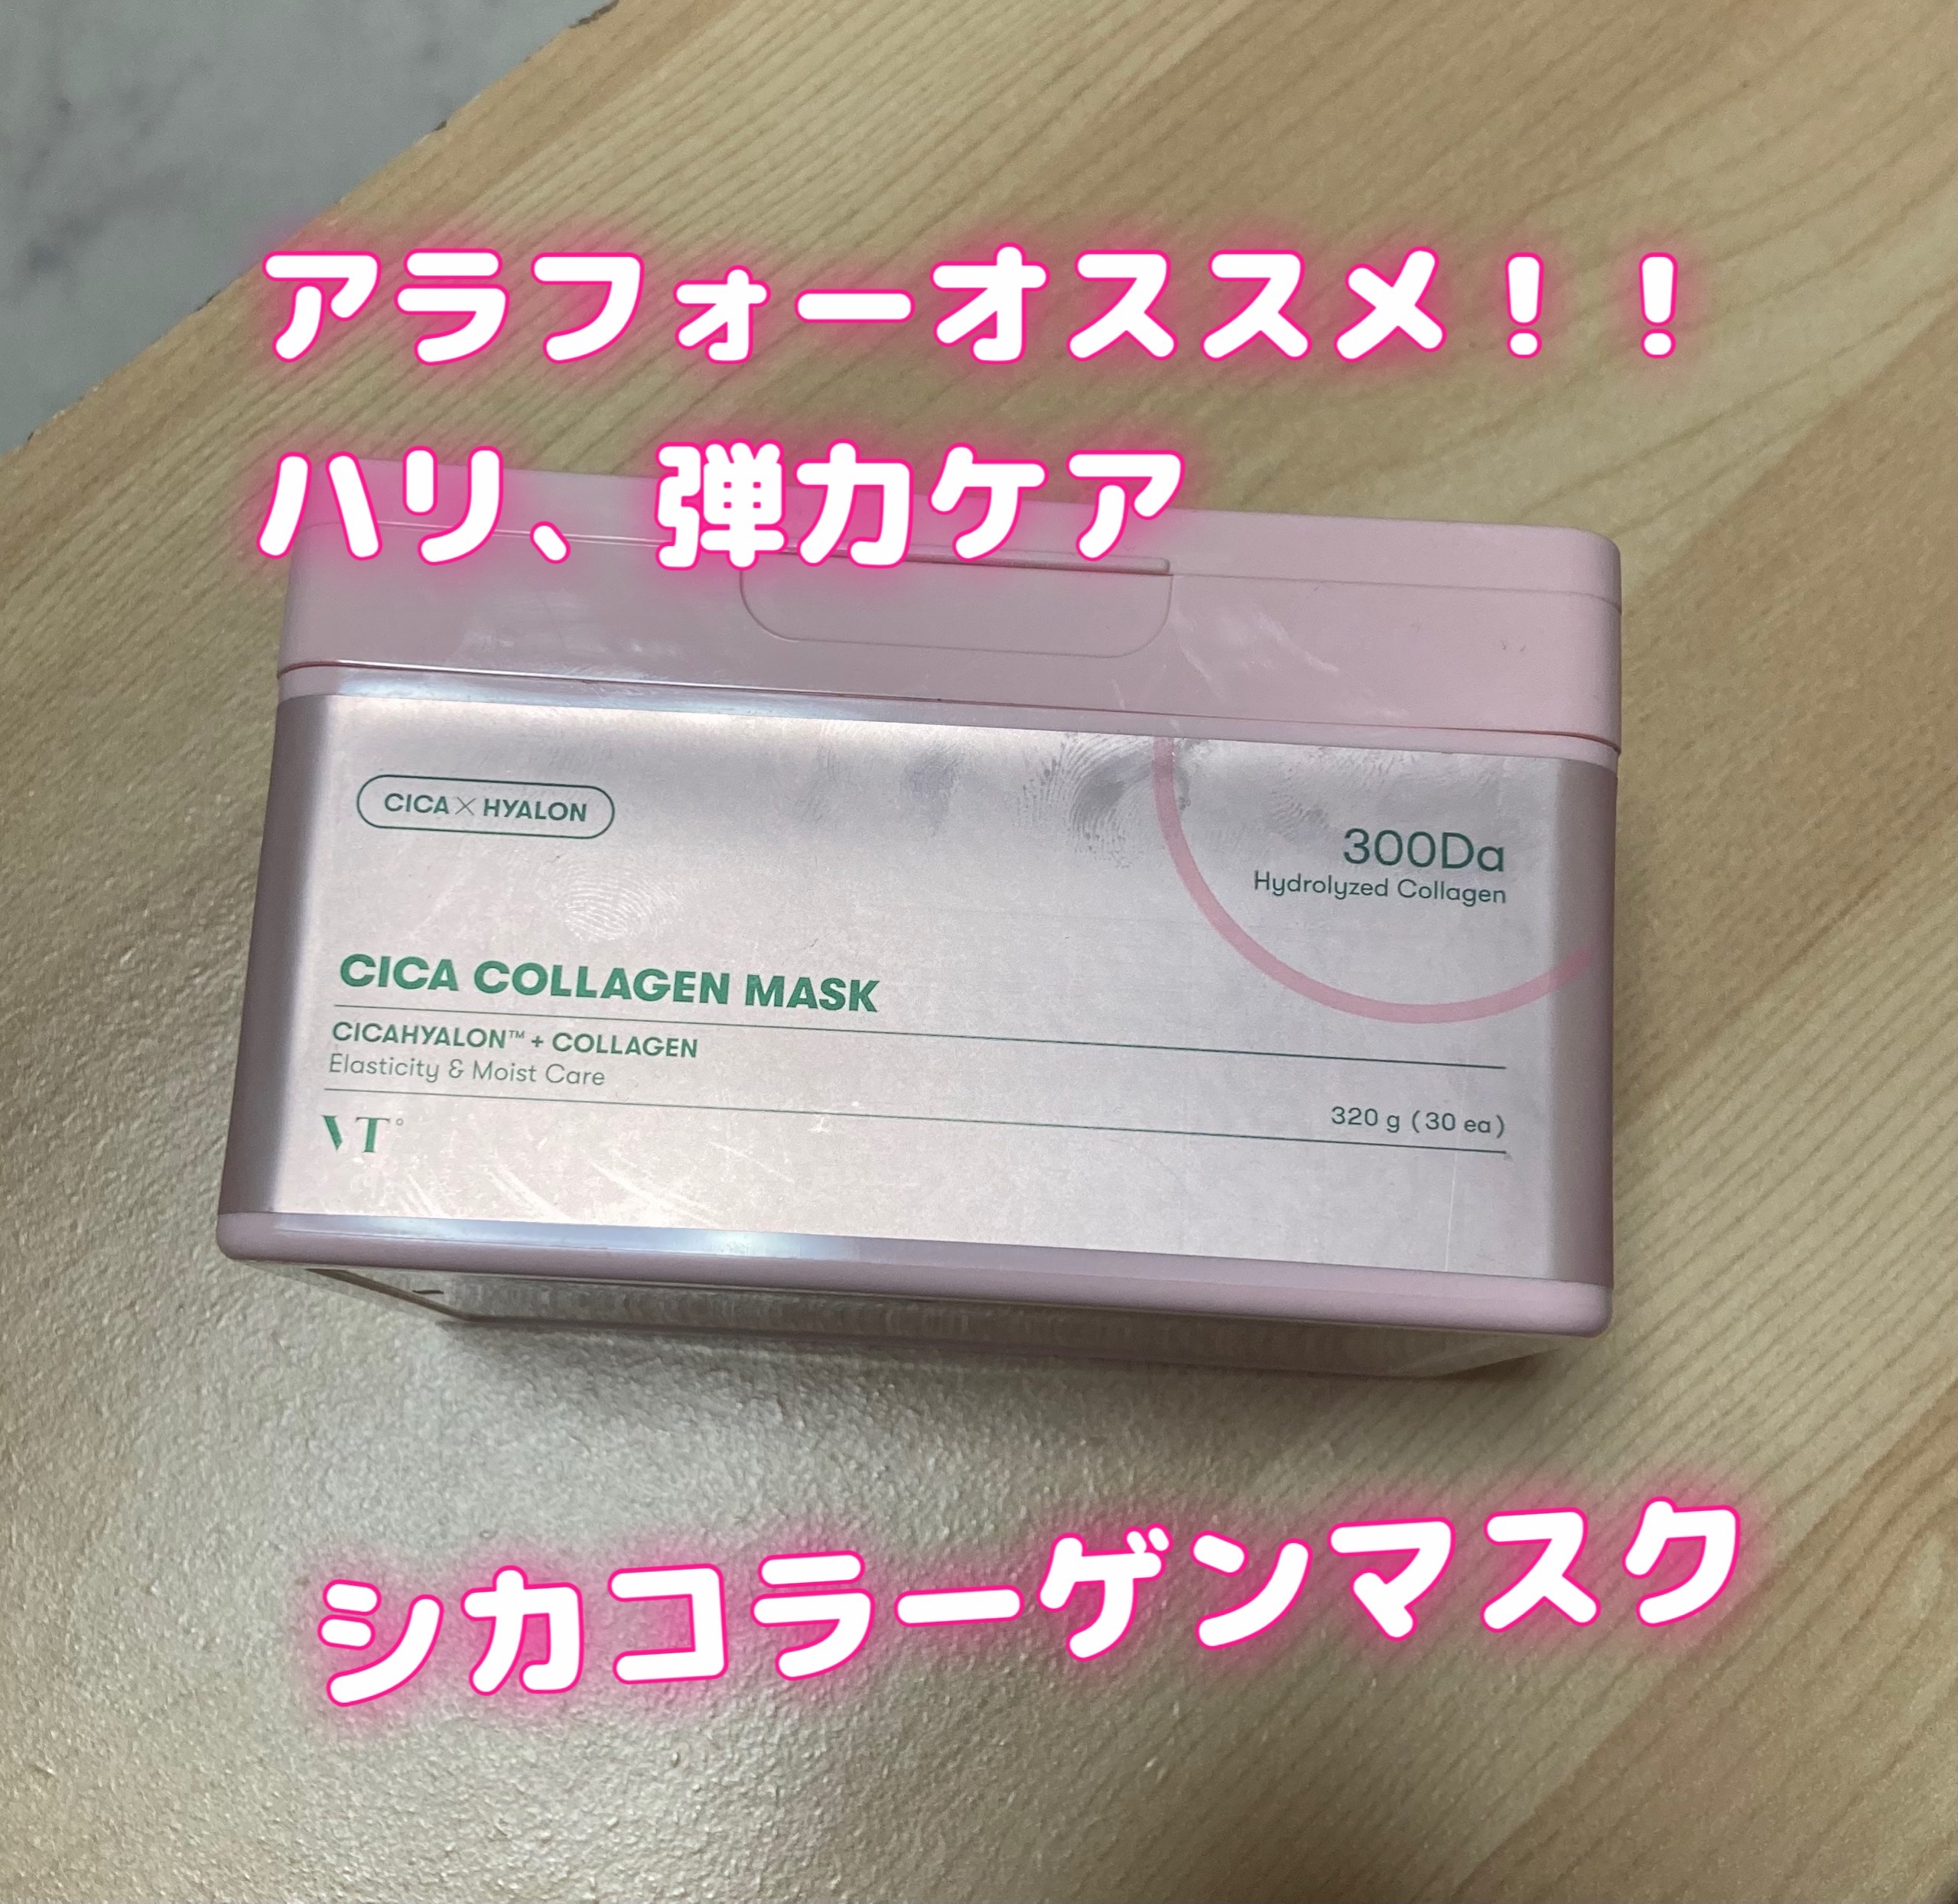 アラフォーオススメ！！
ハリ、弾力ケア
CICA×HYALON
300Da
Hydrolyzed Collagen
CICA COLLAGEN MASK
CICAHYALON™ + COLLAGEN
Elasticity & Moist Care
320 g (30 ea)
VT°
シカコラーゲンマスク